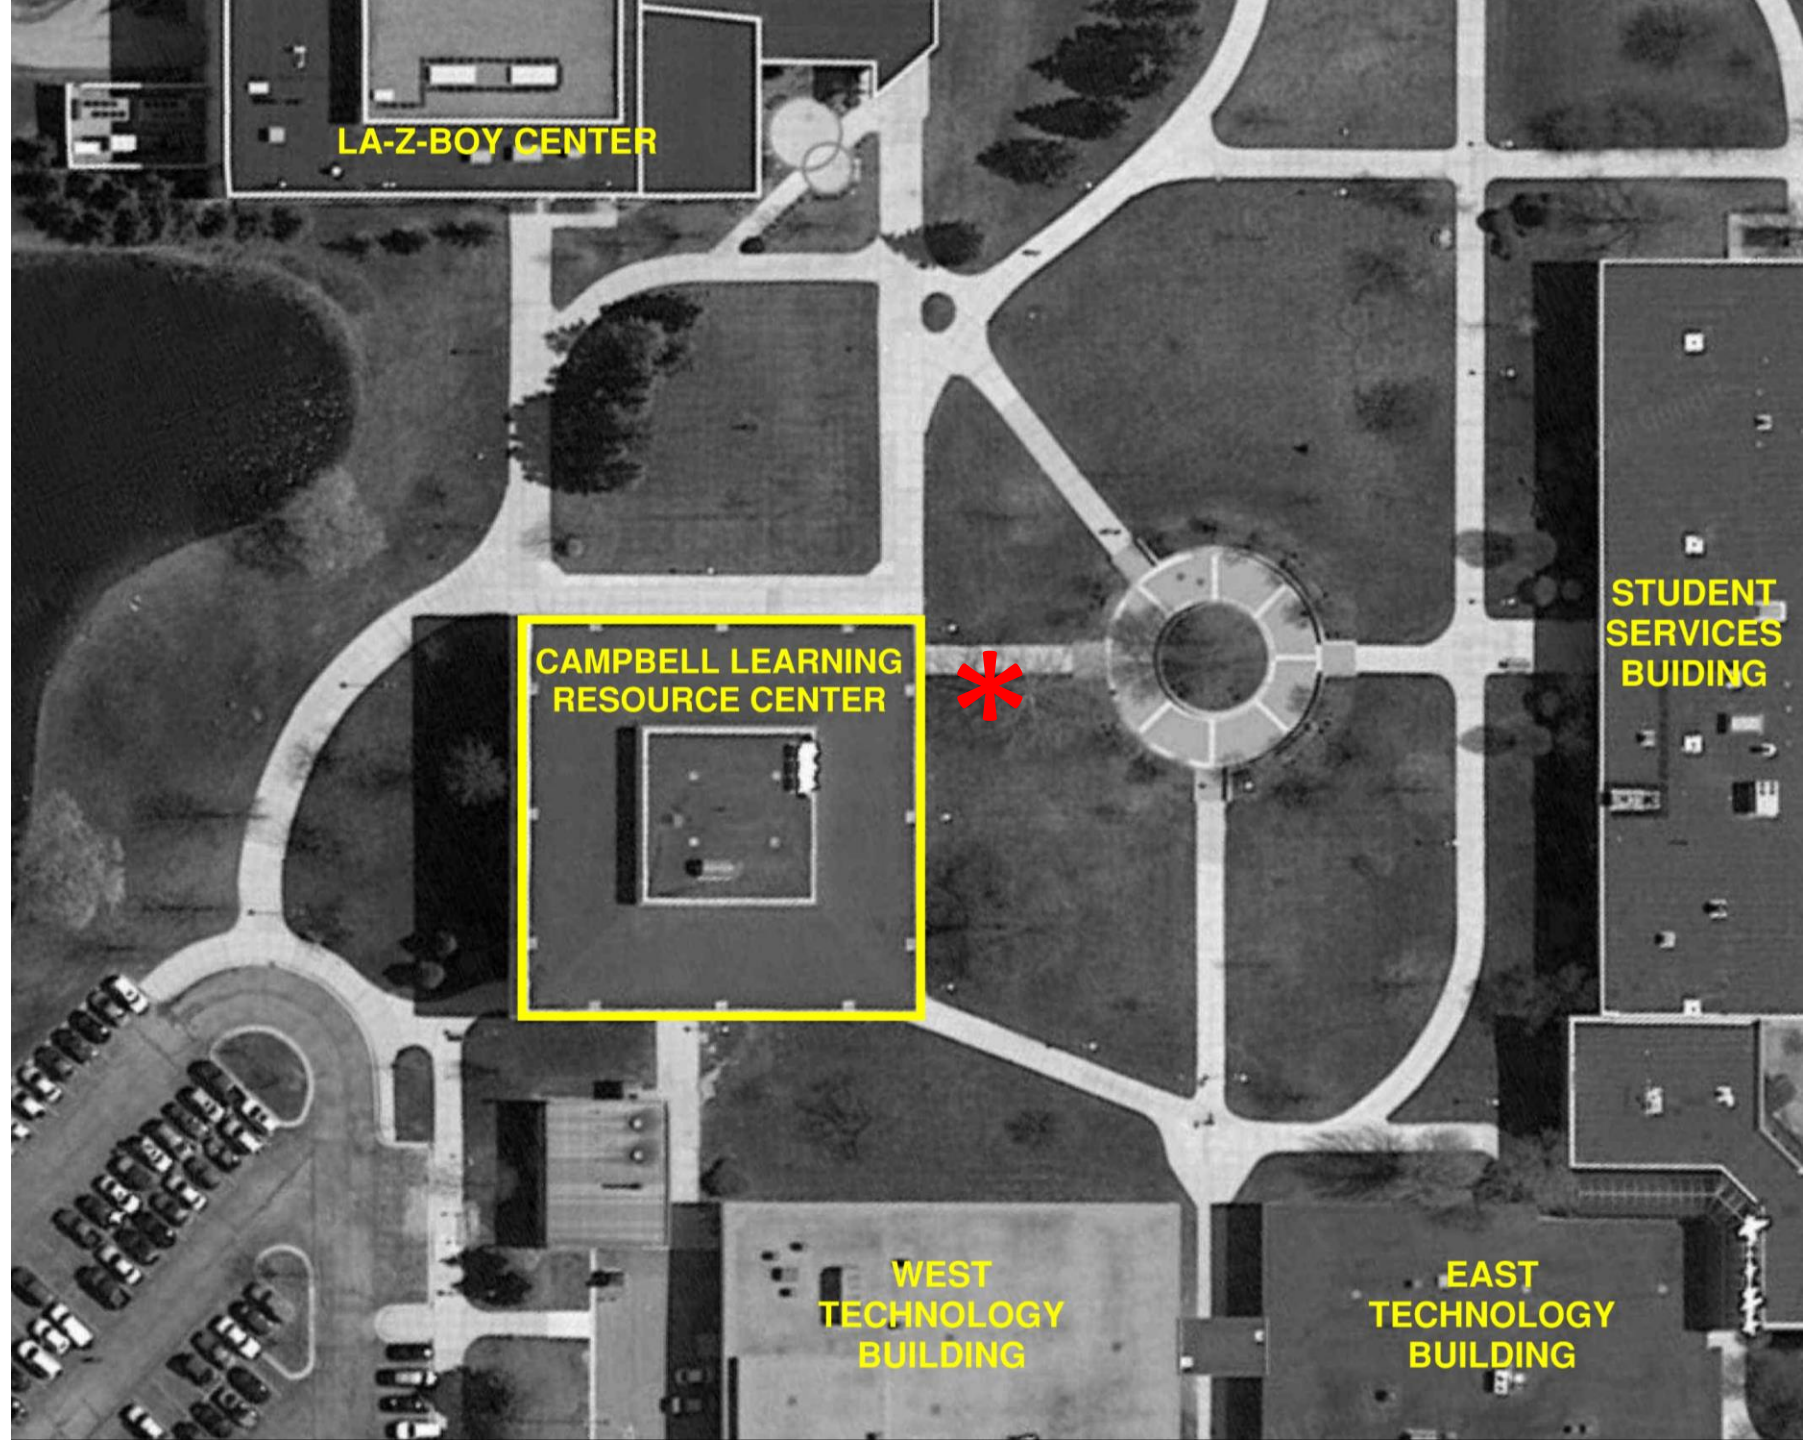 LA-Z-BOY CENTER
CAMPBELL LEARNING
RESOURCE CENTER
*
STUDENT
SERVICES
BUIDING
WEST
TECHNOLOGY
BUILDING
EAST
TECHNOLOGY
BUILDING